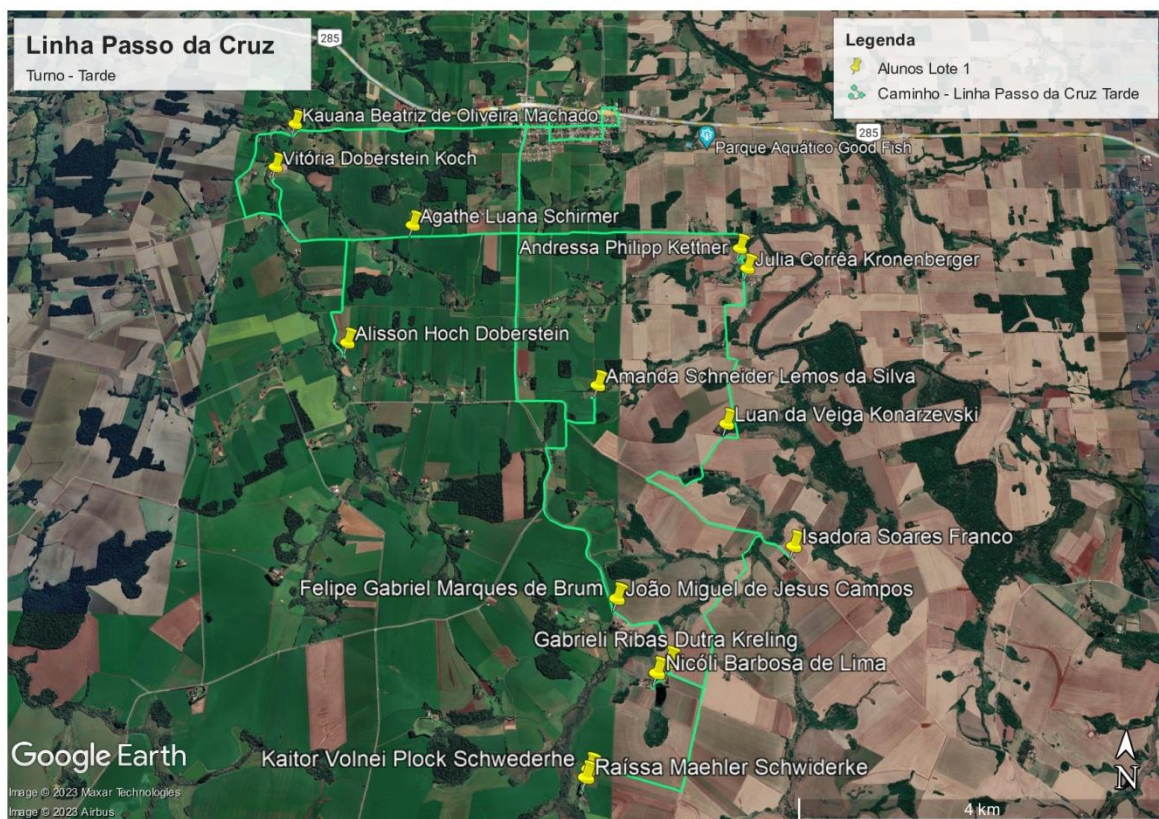 Linha Passo da Cruz
Turno - Tarde
285
Legenda
Alunos Lote 1
Caminho - Linha Passo da Cruz Tarde
Kauana Beatriz de Oliveira Machado
285
Parque Aquático Good Fish
Vitória Doberstein Koch
Agathe Luana Schirmer
Andressa Philipp Kettner
Julia Corrêa Kronenberger
Alisson Hoch Doberstein
Amanda Schneider Lemos da Silva
Luan da Veiga Konarzevski
Isadora Soares Franco
Felipe Gabriel Marques de Brum
João Miguel de Jesus Campos
Gabrieli Ribas Dutra Kreling
Nicóli Barbosa de Lima
Kaitor Volnei Plock Schwederhe
Raíssa Maehler Schwiderke
Google Earth
Image © 2023 Maxar Technologies
Image © 2023 Airbus
4 km
N